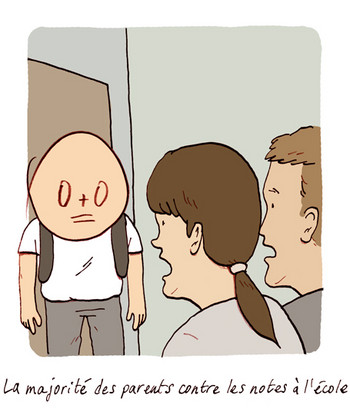 0 + 0
=
La majorité des parents contre les notes à l'école